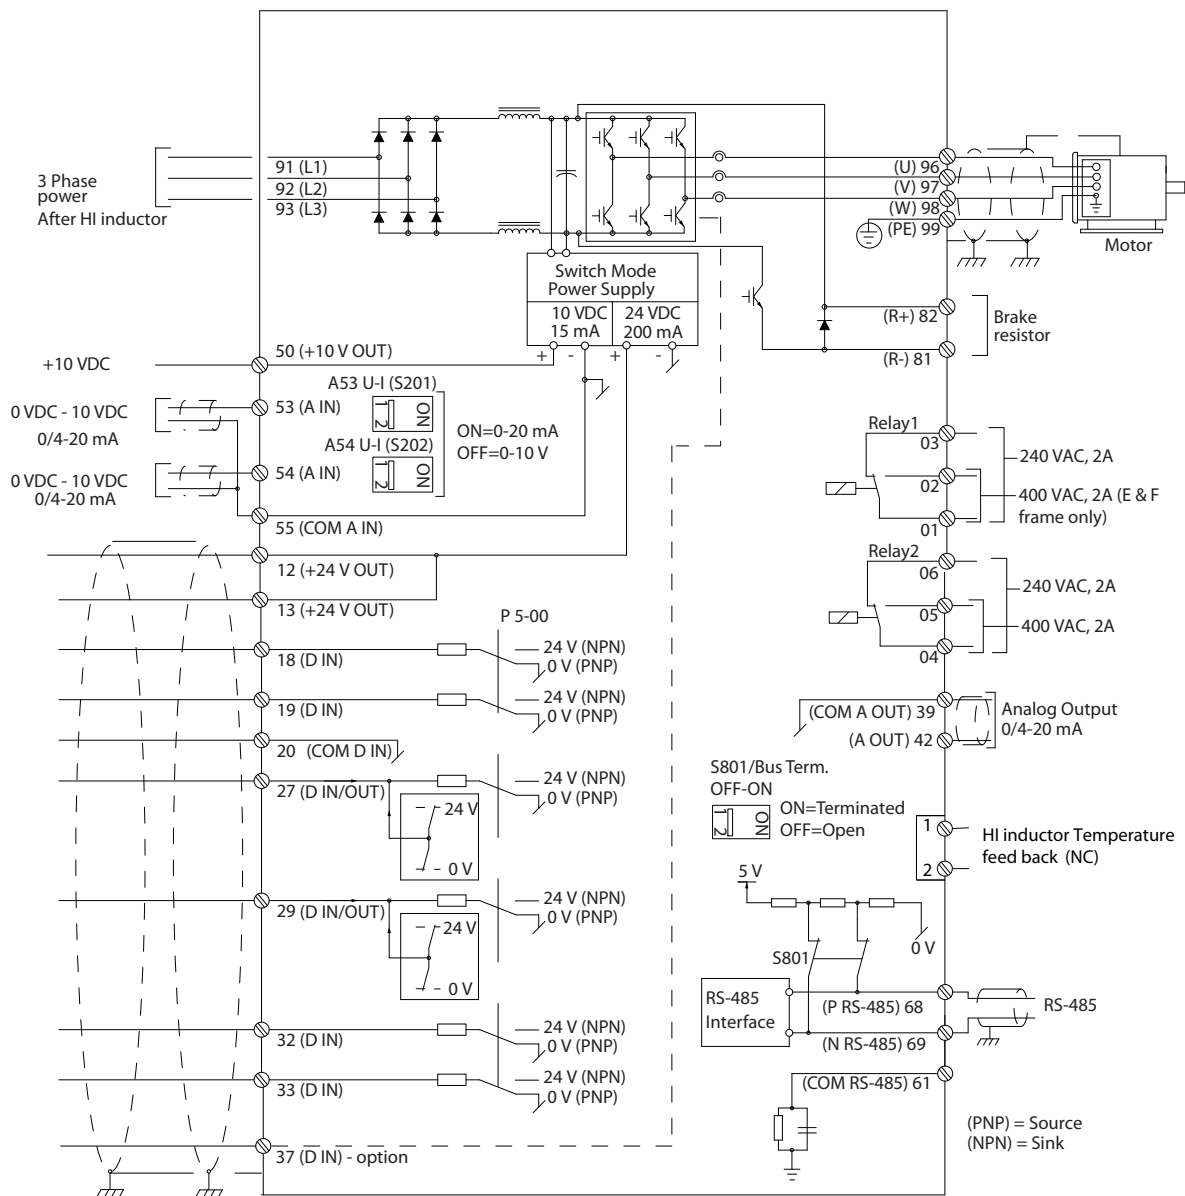 3 Phase
power
After HI inductor
91 (L1)
92 (L2)
93 (L3)
(U) 96
(V) 97
(W) 98
(PE) 99
Motor
Switch Mode
Power Supply
10 VDC
15 mA
24 VDC
200 mA
+ - + -
(R+) 82
(R-) 81
Brake
resistor
+10 VDC
50 (+10 V OUT)
0 VDC - 10 VDC
0/4-20 mA
53 (A IN)
A53 U-I (S201)
1 2
ON
0 VDC - 10 VDC
0/4-20 mA
54 (A IN)
A54 U-I (S202)
1 2
ON
ON=0-20 mA
OFF=0-10 V
55 (COM A IN)
12 (+24 V OUT)
13 (+24 V OUT)
P 5-00
18 (D IN)
24 V (NPN)
0 V (PNP)
19 (D IN)
24 V (NPN)
0 V (PNP)
20 (COM D IN)
27 (D IN/OUT)
24 V (NPN)
0 V (PNP)
24 V
0 V
29 (D IN/OUT)
24 V (NPN)
0 V (PNP)
24 V
0 V
32 (D IN)
24 V (NPN)
0 V (PNP)
33 (D IN)
24 V (NPN)
0 V (PNP)
37 (D IN) - option
Relay1
03
02
01
240 VAC, 2A
400 VAC, 2A (E & F
frame only)
Relay2
06
05
04
240 VAC, 2A
400 VAC, 2A
(COM A OUT) 39
(A OUT) 42
Analog Output
0/4-20 mA
S801/Bus Term.
OFF-ON
1 2
ON
ON=Terminated
OFF=Open
1
2
HI inductor Temperature
feed back (NC)
5 V
0 V
S801
RS-485
Interface
(P RS-485) 68
(N RS-485) 69
RS-485
(COM RS-485) 61
(PNP) = Source
(NPN) = Sink